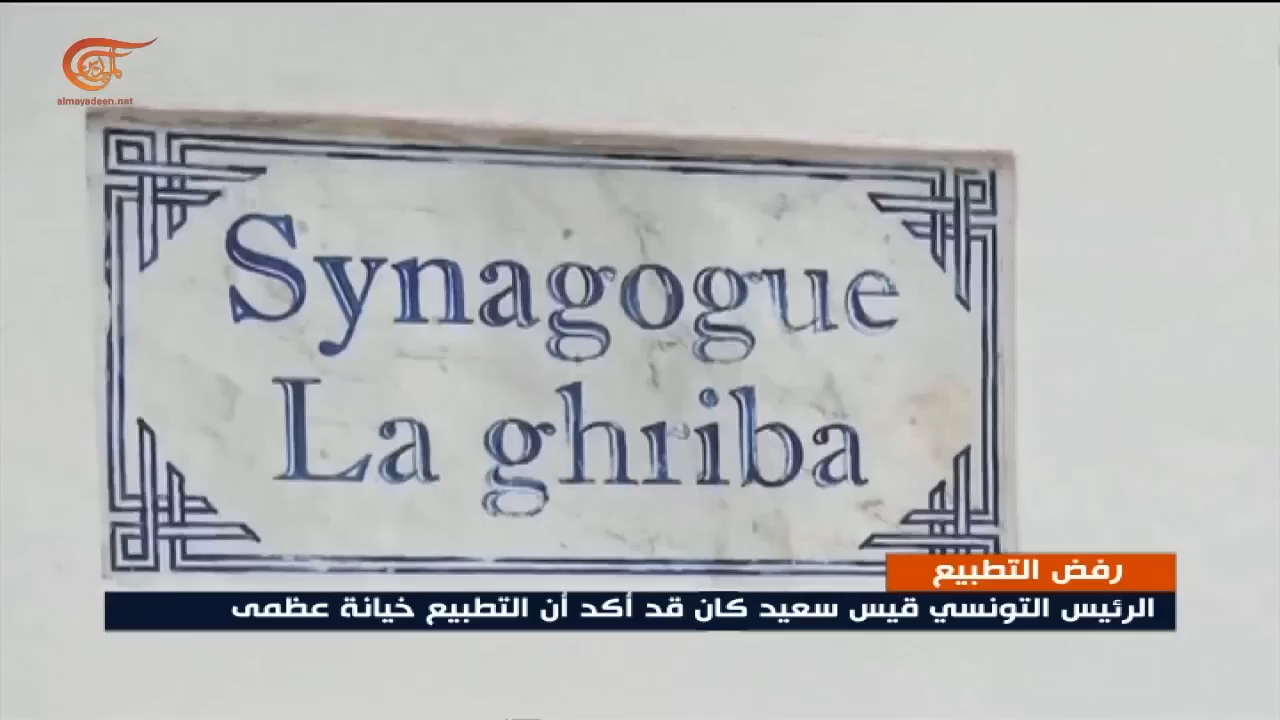 almayadeen.net
Synagogue
La ghriba
رفض التطبيع
الرئيس التونسي قيس سعيد كان قد أكد أن التطبيع خيانة عظمى